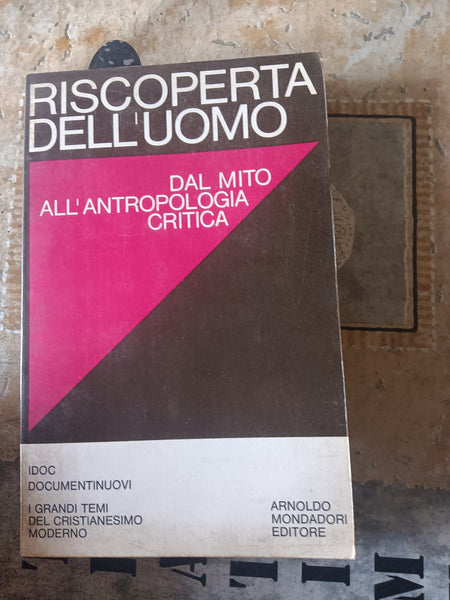 RISCOPERTA
DELL'UOMO
DAL MITO
ALL'ANTROPOLOGIA
CRITICA
IDOC
DOCUMENTINUOVI
I GRANDI TEMI
DEL CRISTIANESIMO
MODERNO
ARNOLDO
MONDADORI
EDITORE